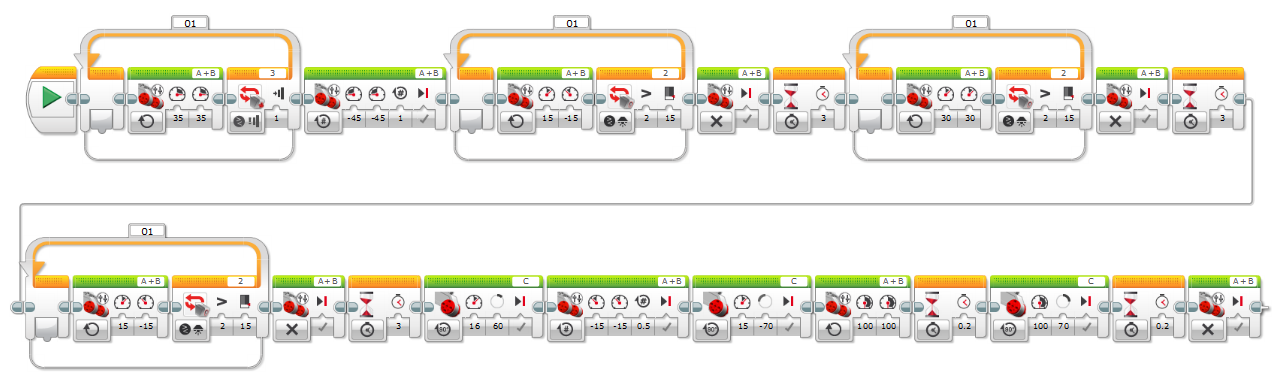 01 01 01
A+B 3 A+B A+B 2 A+B A+B 2 A+B
35 35 1 -45 -45 1 15 -15 > 2 15 3 30 30 > 2 15 3
#
01
A+B 2 A+B C A+B C A+B C A+B
15 -15 > 2 15 3 16 60 -15 -15 0.5 15 -70 100 100 0.2 100 70 0.2